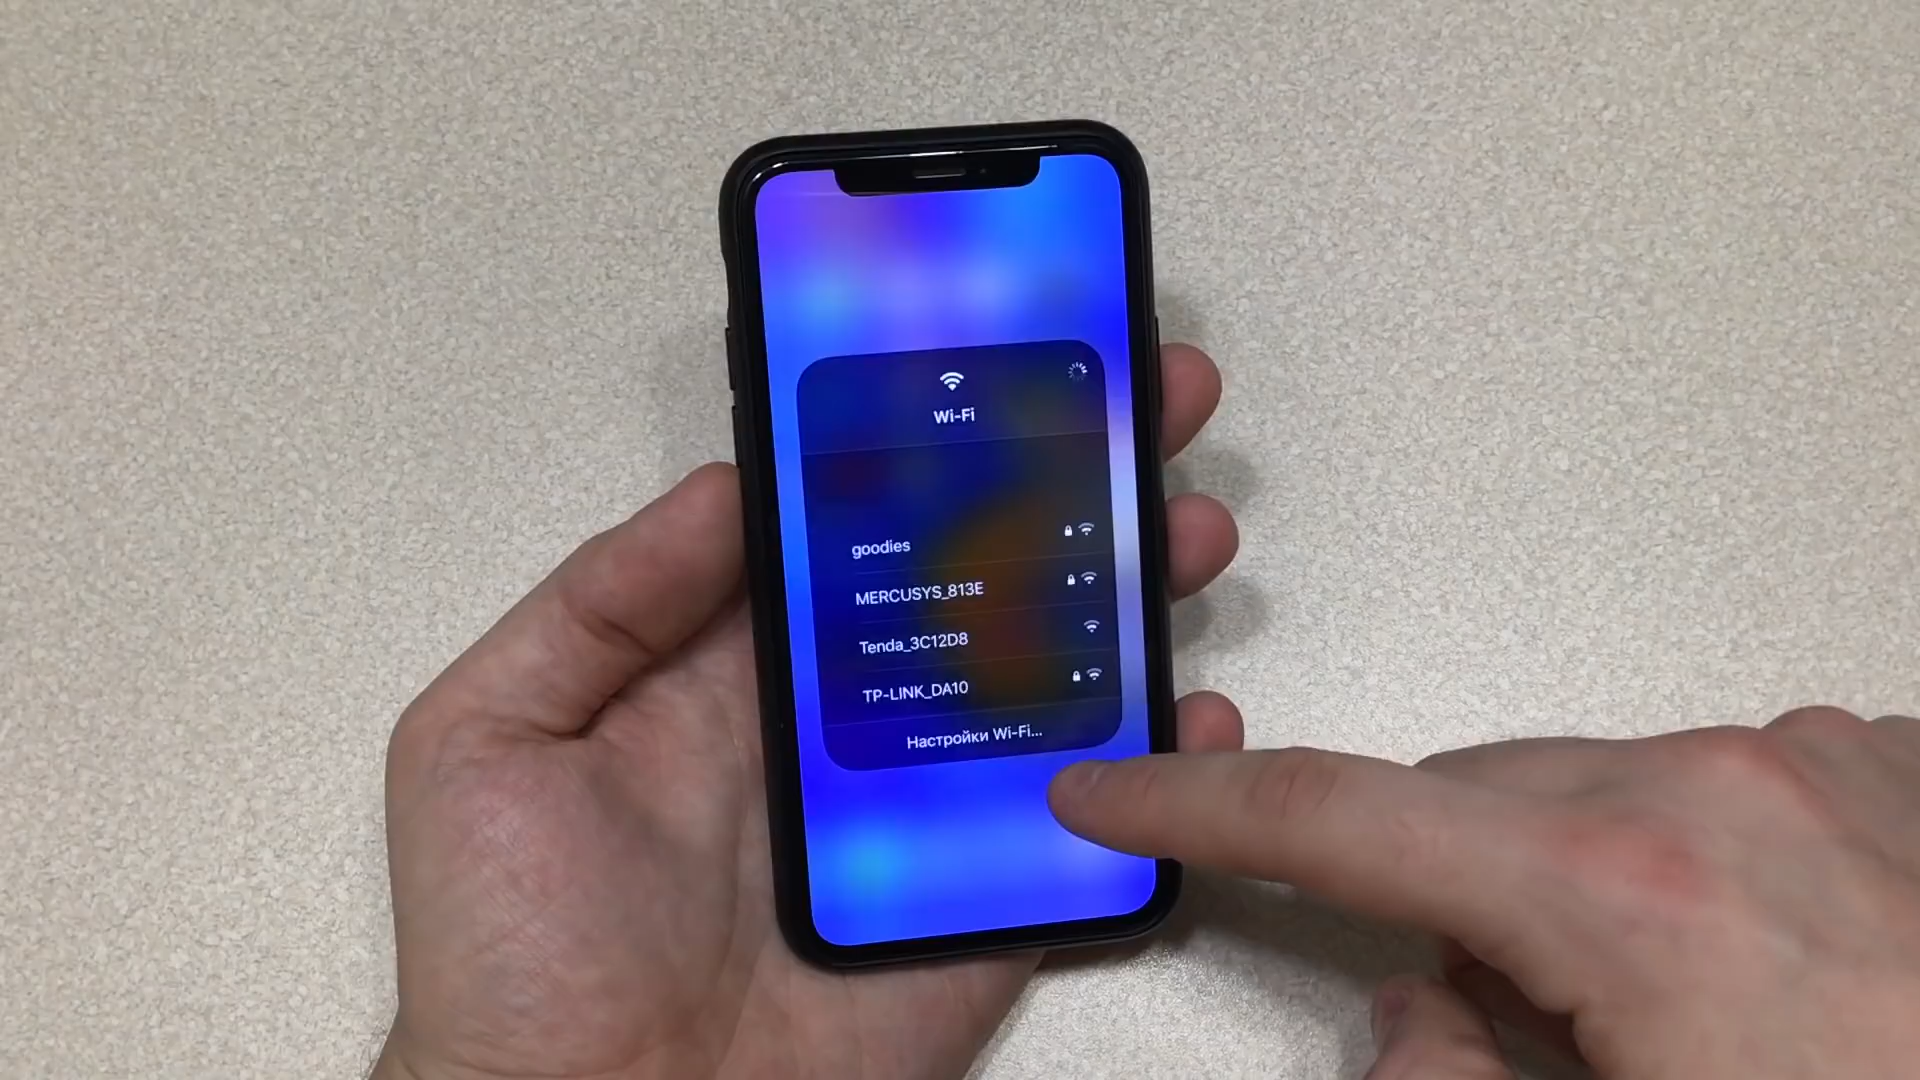 Wi-Fi
goodies
MERCUSYS_813E
Tenda_3C12D8
TP-LINK_DA10
Настройки Wi-Fi...